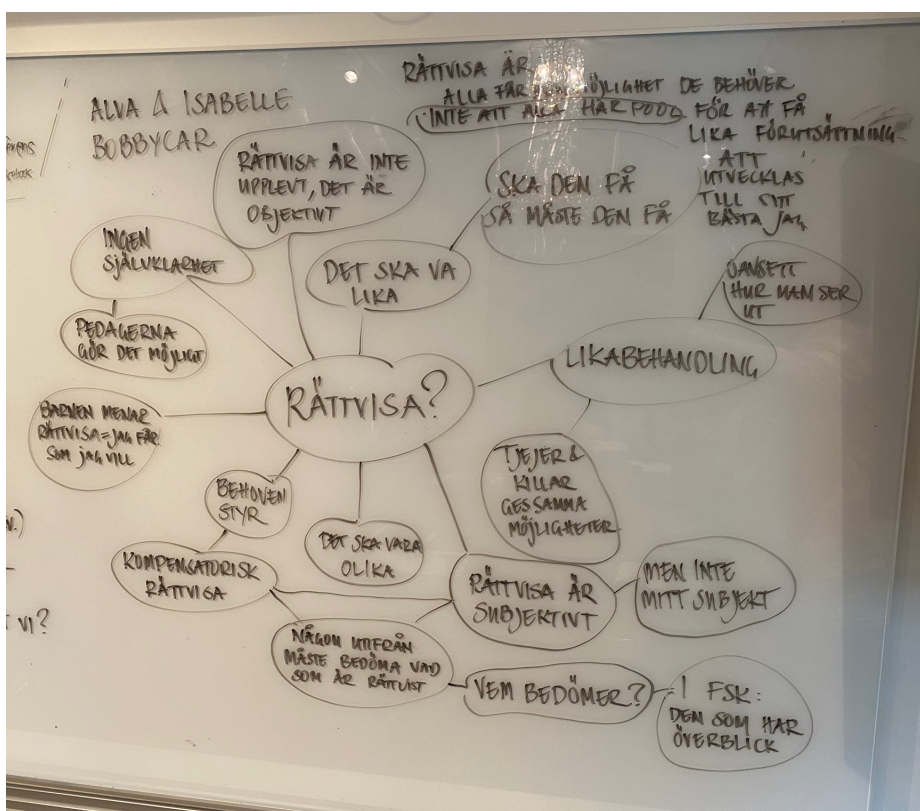 ALVA & ISABELLE
BOBBYCAR
RÄTTVISA ÄR
ALLA FÅR MÖJLIGHET DE BEHÖVER
INTE ATT ALLA HAR FOOD FÖR ATT FÅ
LIKA FÖRUTSÄTTNING
ATT
UTVECKLAS
TILL SITT
BÄSTA JAG,
RÄTTVISA ÄR INTE
UPPLEVT, DET ÄR
OBJEKTIVT
SKA DEN FÅ
SÅ MÅSTE DEN FÅ
INGEN
SJÄLVKLARHET
DET SKA VA
LIKA
OANSETT
HUR MAN SER
UT
PEDAGERNA
GÖR DET MÖJLIGT
LIKABEHANDLING
RÄTTVISA?
BARNEN MENAR
RÄTTVISA = JAG FÅR
SOM JAG VILL
TJEJER &
KILLAR
GES SAMMA
MÖJLIGHETER
BEHOVEN
STYR
DET SKA VARA
OLIKA
KOMPENSATORISK
RÄTTVISA
RÄTTVISA ÄR
SUBJEKTIVT
MEN INTE
MITT SUBJEKT
VI?
NÅGON UTIFRÅN
MÅSTE BEDÖMA VAD
SOM ÄR RÄTTVIST
VEM BEDÖMER?
I FSK:
DEN SOM HAR
ÖVERBLICK